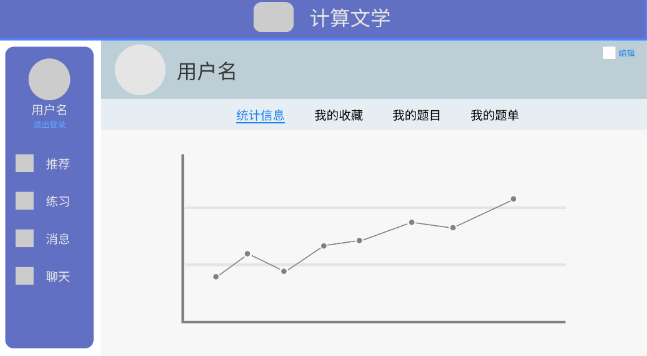 计算文学
用户名
退出登录
推荐
练习
消息
聊天
用户名
编辑
统计信息 我的收藏 我的题目 我的题单